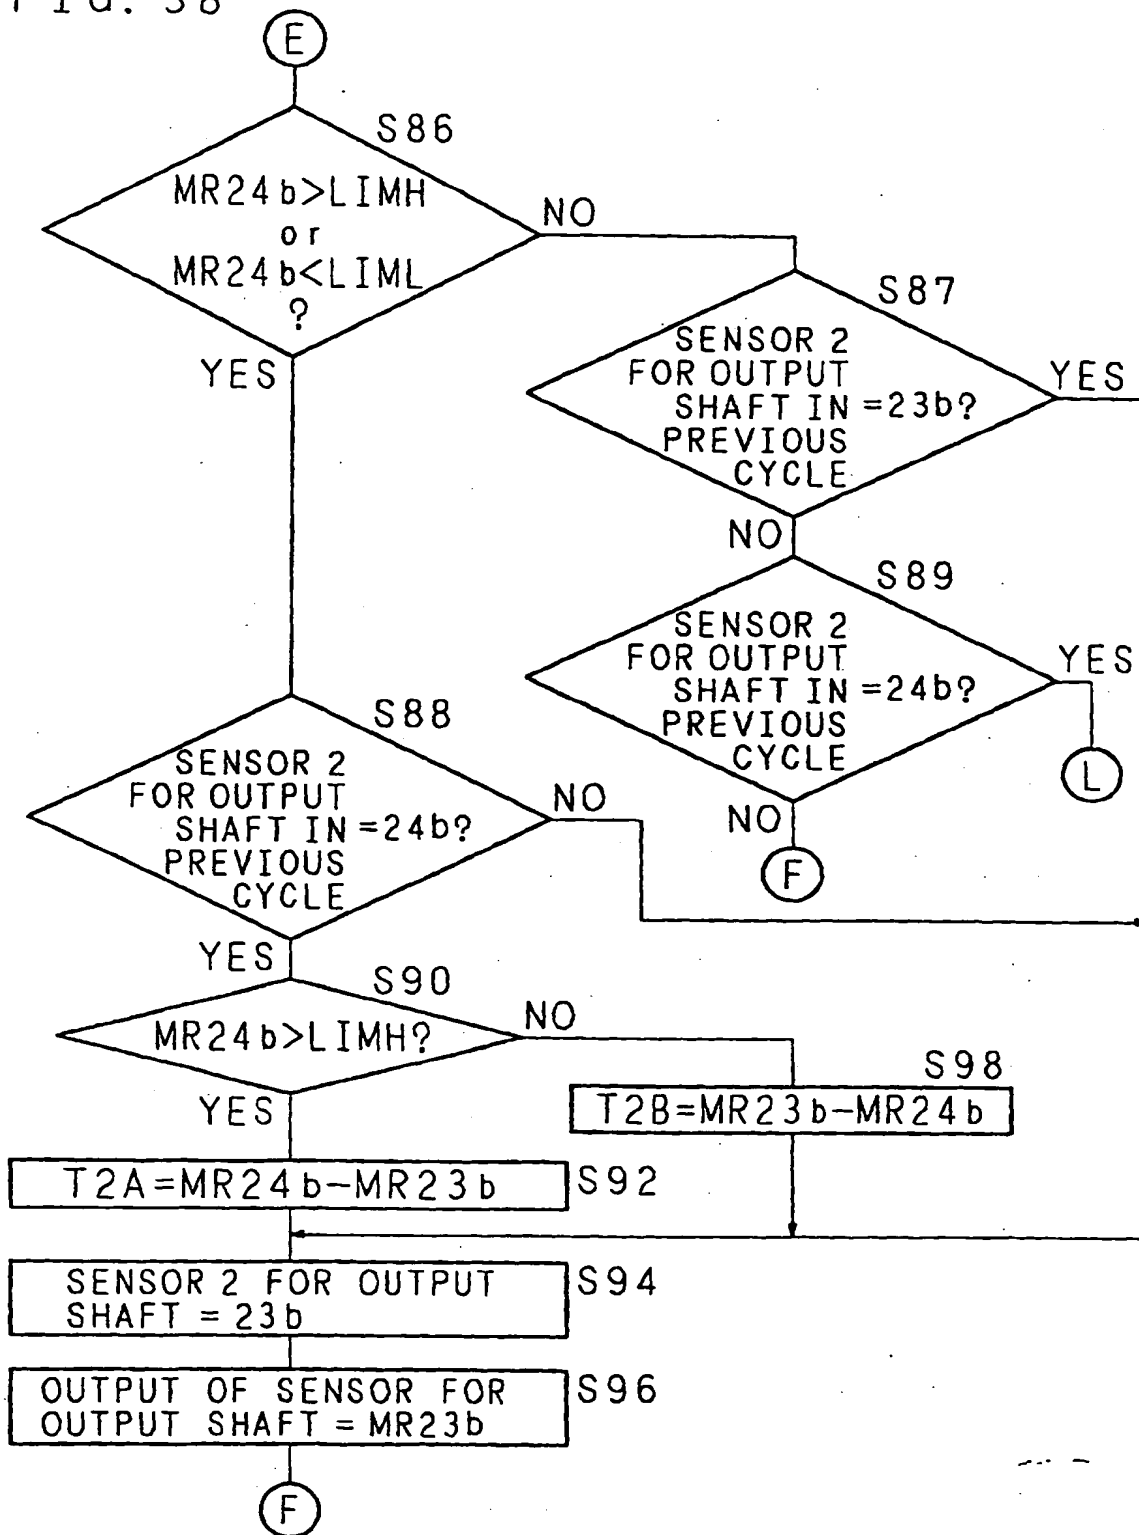 FIG. 38
E
S86
MR24b>LIMH
or
MR24b<LIML
?
NO
YES
S87
SENSOR 2
FOR OUTPUT
SHAFT IN =23b?
PREVIOUS
CYCLE
YES
NO
S89
SENSOR 2
FOR OUTPUT
SHAFT IN =24b?
PREVIOUS
CYCLE
YES
L
NO
F
S88
SENSOR 2
FOR OUTPUT
SHAFT IN =24b?
PREVIOUS
CYCLE
NO
YES
S90
MR24b>LIMH?
NO
YES
S98
T2B=MR23b-MR24b
T2A=MR24b-MR23b
S92
SENSOR 2 FOR OUTPUT
SHAFT = 23b
S94
OUTPUT OF SENSOR FOR
OUTPUT SHAFT = MR23b
S96
F